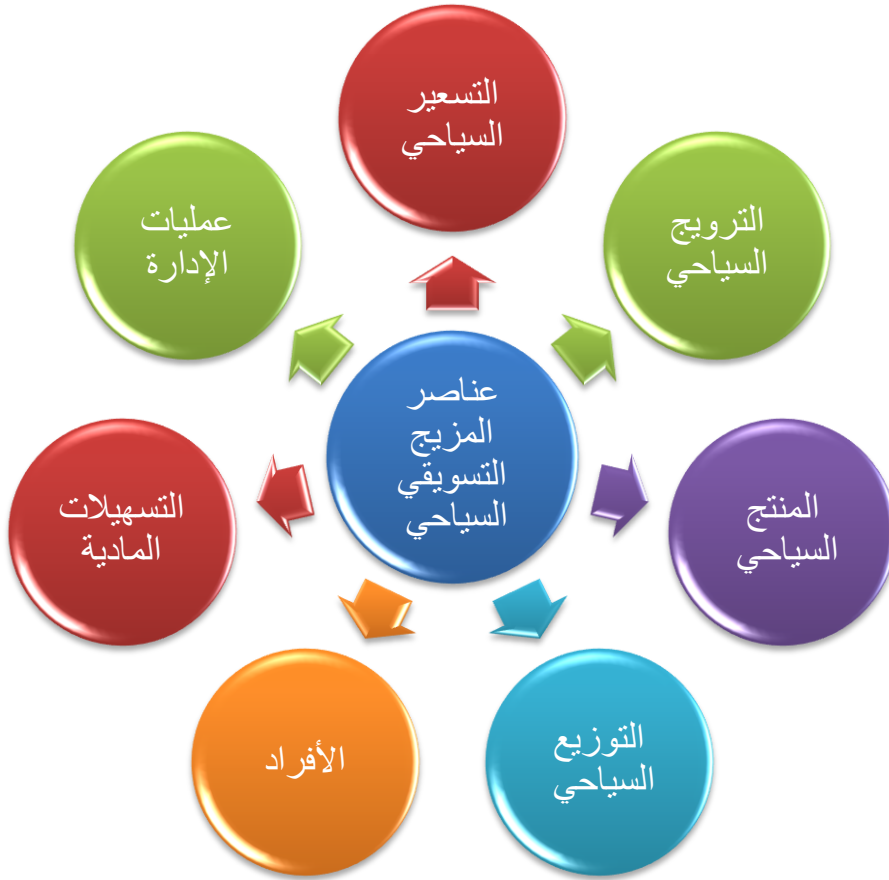 التسعير
السياحي
الترويج
السياحي
المنتج
السياحي
التوزيع
السياحي
الأفراد
التسهيلات
المادية
عمليات
الإدارة
عناصر
المزيج
التسويقي
السياحي